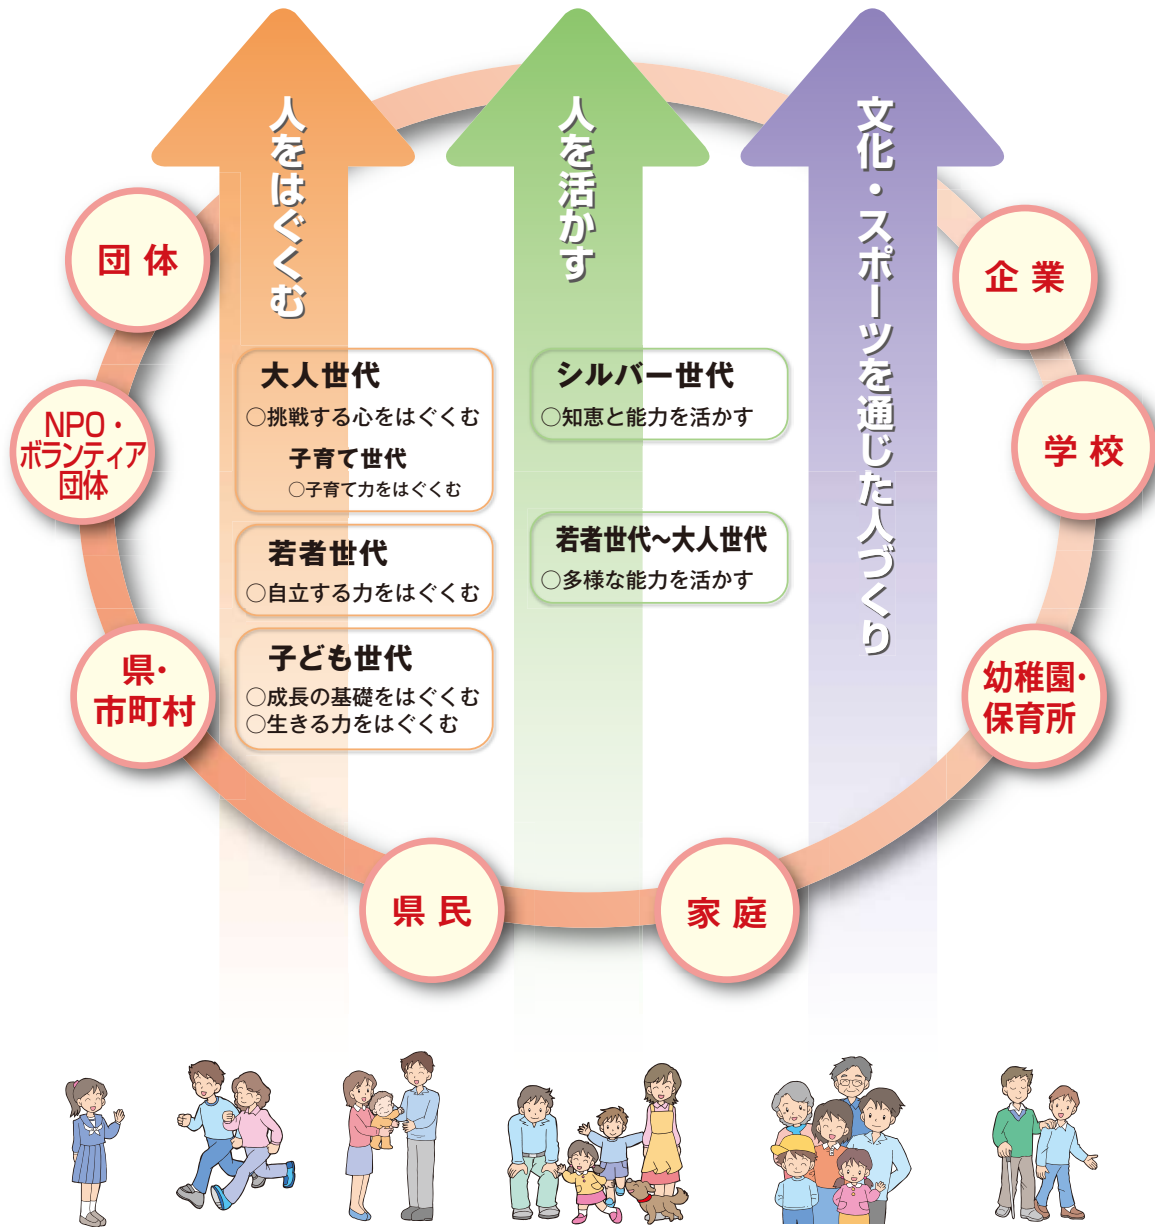 人をはぐくむ
人を活かす
文化・スポーツを通じた人づくり
団体
NPO・
ボランティア
団体
県・
市町村
県民
家庭
幼稚園・
保育所
学校
企業
大人世代
○挑戦する心をはぐくむ
子育て世代
○子育て力をはぐくむ
若者世代
○自立する力をはぐくむ
子ども世代
○成長の基礎をはぐくむ
○生きる力をはぐくむ
シルバー世代
○知恵と能力を活かす
若者世代～大人世代
○多様な能力を活かす